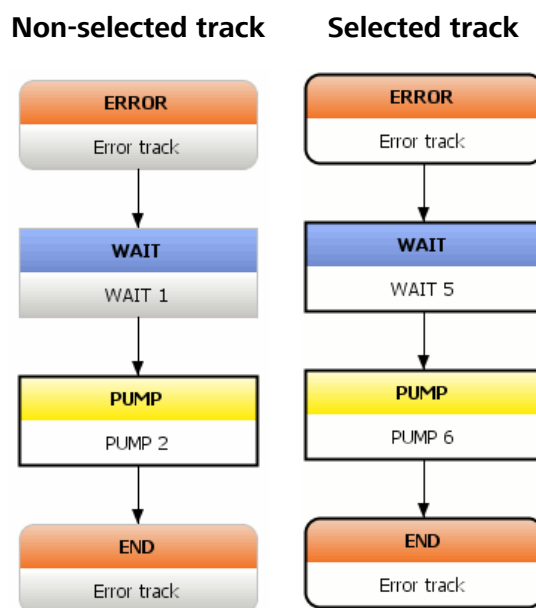 Non-selected track
ERROR
Error track
WAIT
WAIT 1
PUMP
PUMP 2
END
Error track
Selected track
ERROR
Error track
WAIT
WAIT 5
PUMP
PUMP 6
END
Error track